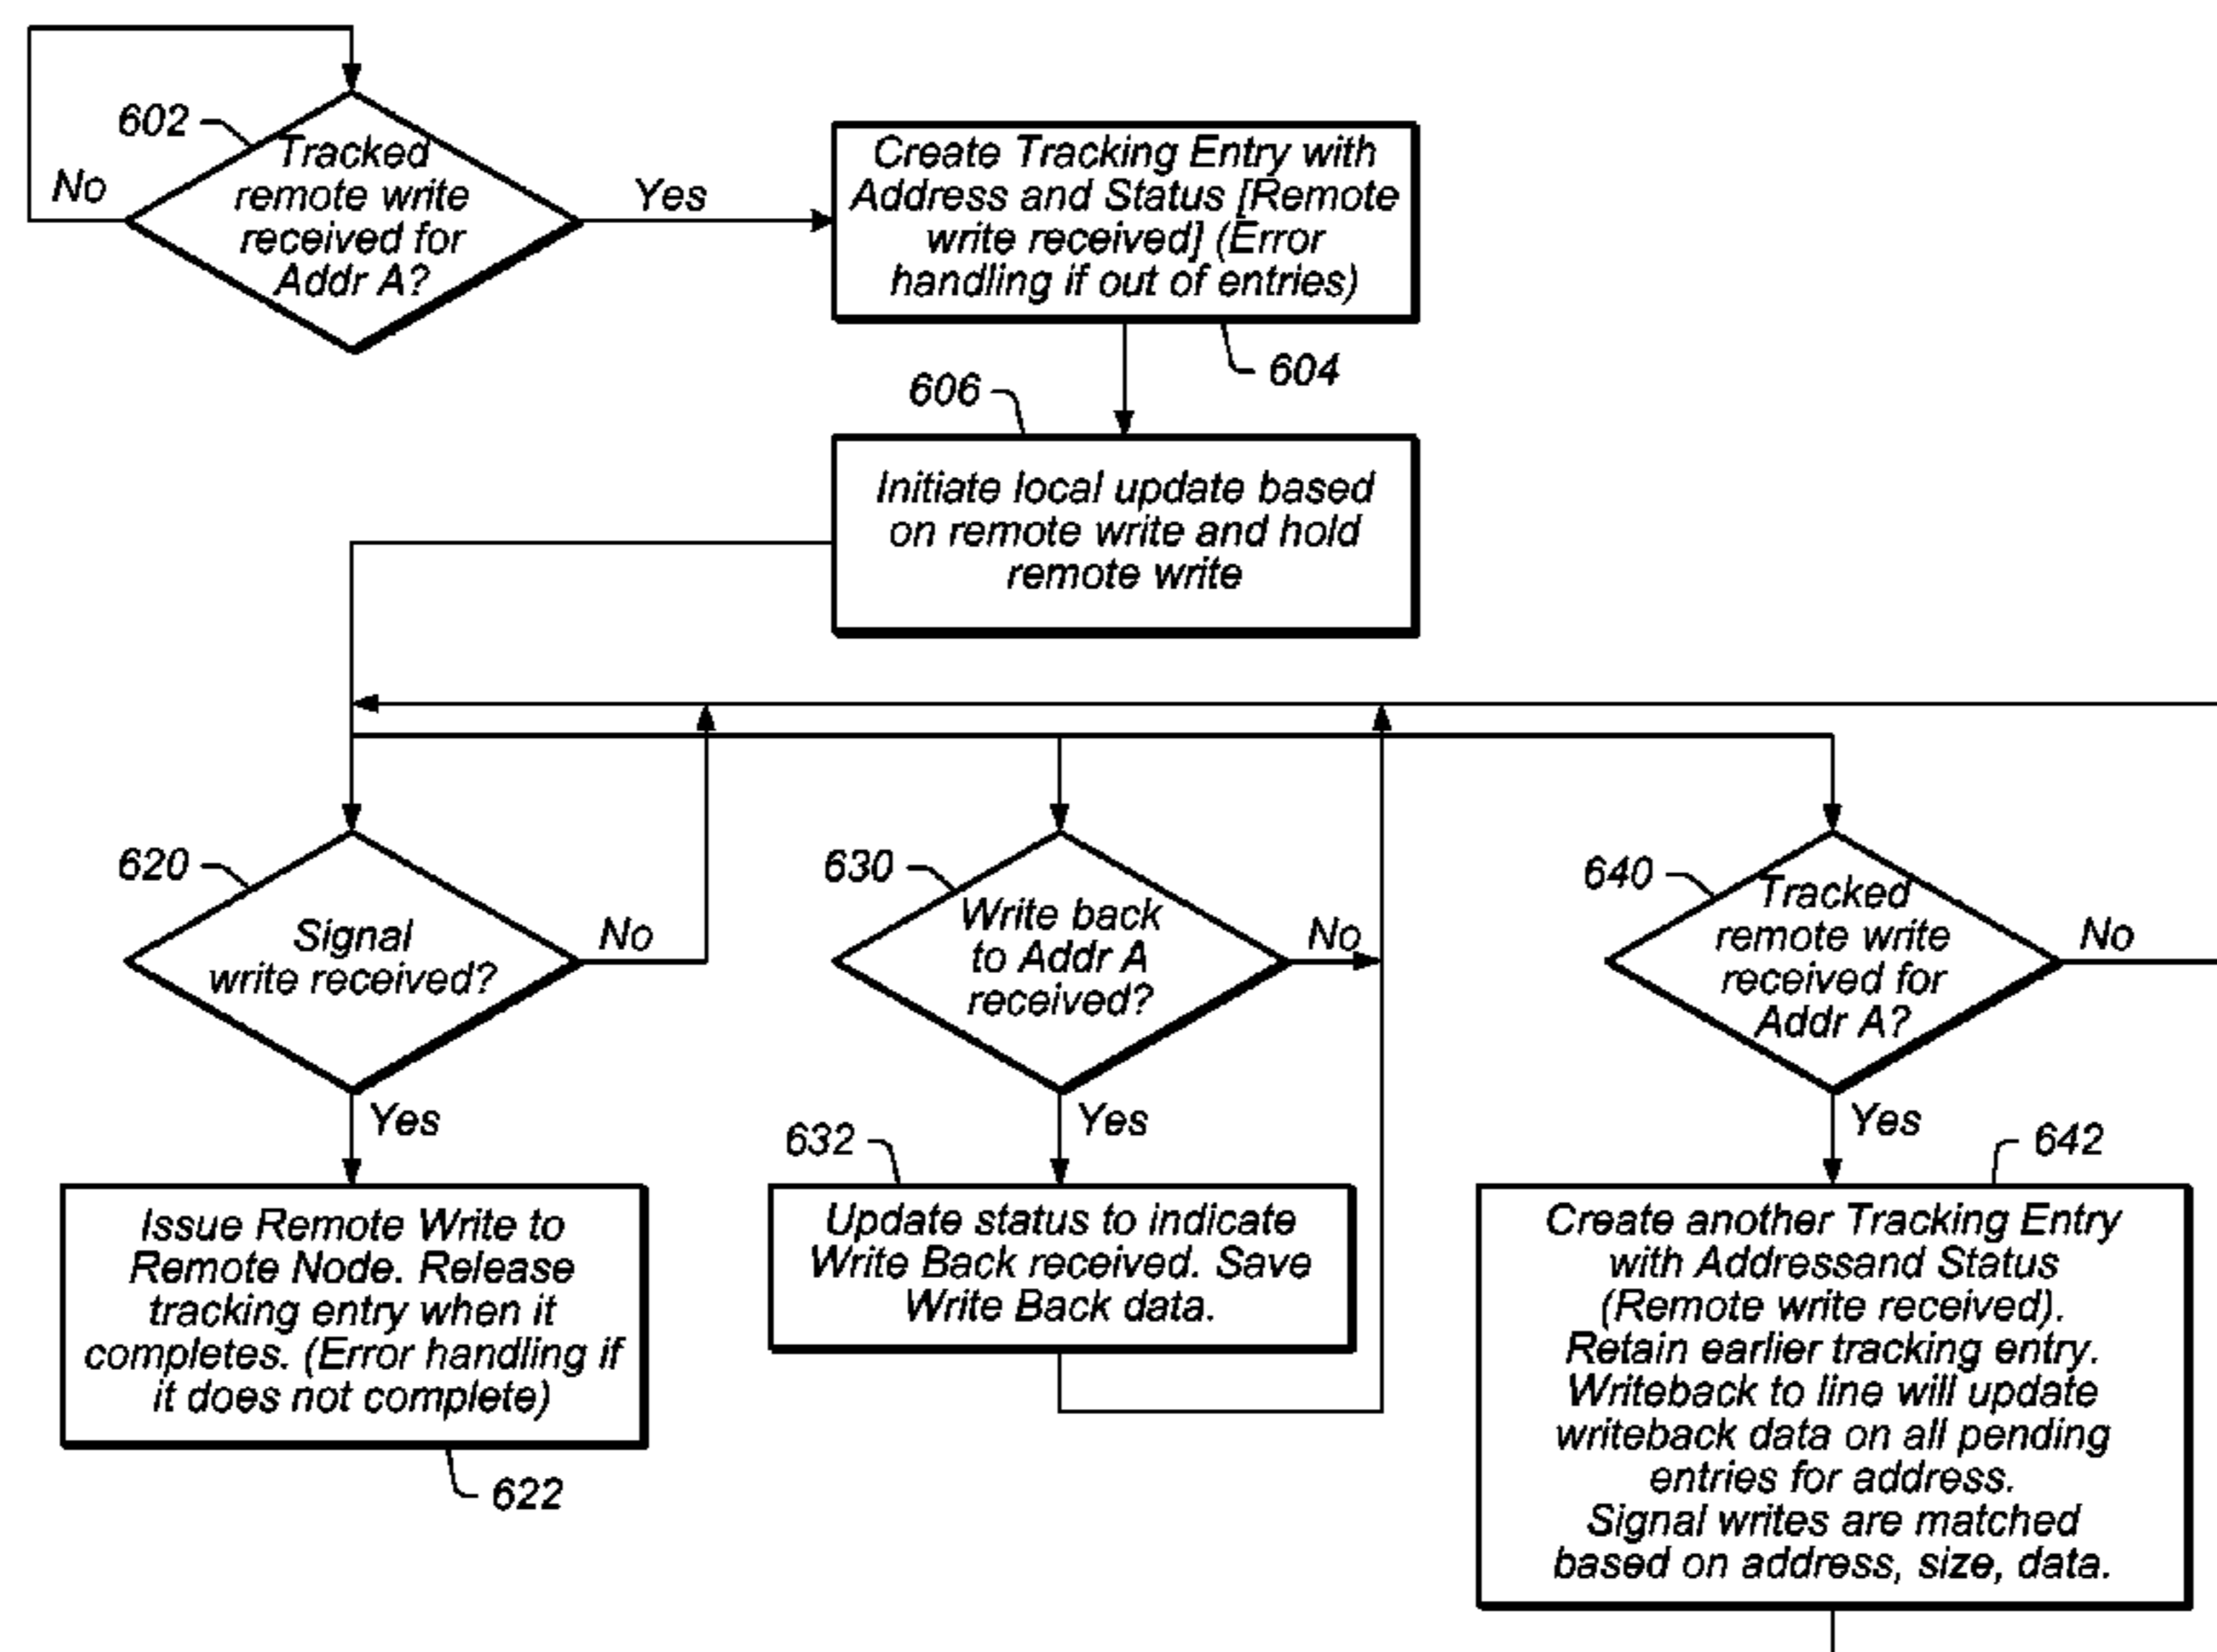 602
Tracked
remote write
received for
Addr A?
No
Yes
Create Tracking Entry with
Address and Status [Remote
write received] (Error
handling if out of entries)
604
606
Initiate local update based
on remote write and hold
remote write
620
Signal
write received?
No
Yes
630
Write back
to Addr A
received?
No
Yes
640
Tracked
remote write
received for
Addr A?
No
Yes
Issue Remote Write to
Remote Node. Release
tracking entry when it
completes. (Error handling if
it does not complete)
622
632
Update status to indicate
Write Back received. Save
Write Back data.
642
Create another Tracking Entry
with Addressand Status
(Remote write received).
Retain earlier tracking entry.
Writeback to line will update
writeback data on all pending
entries for address.
Signal writes are matched
based on address, size, data.